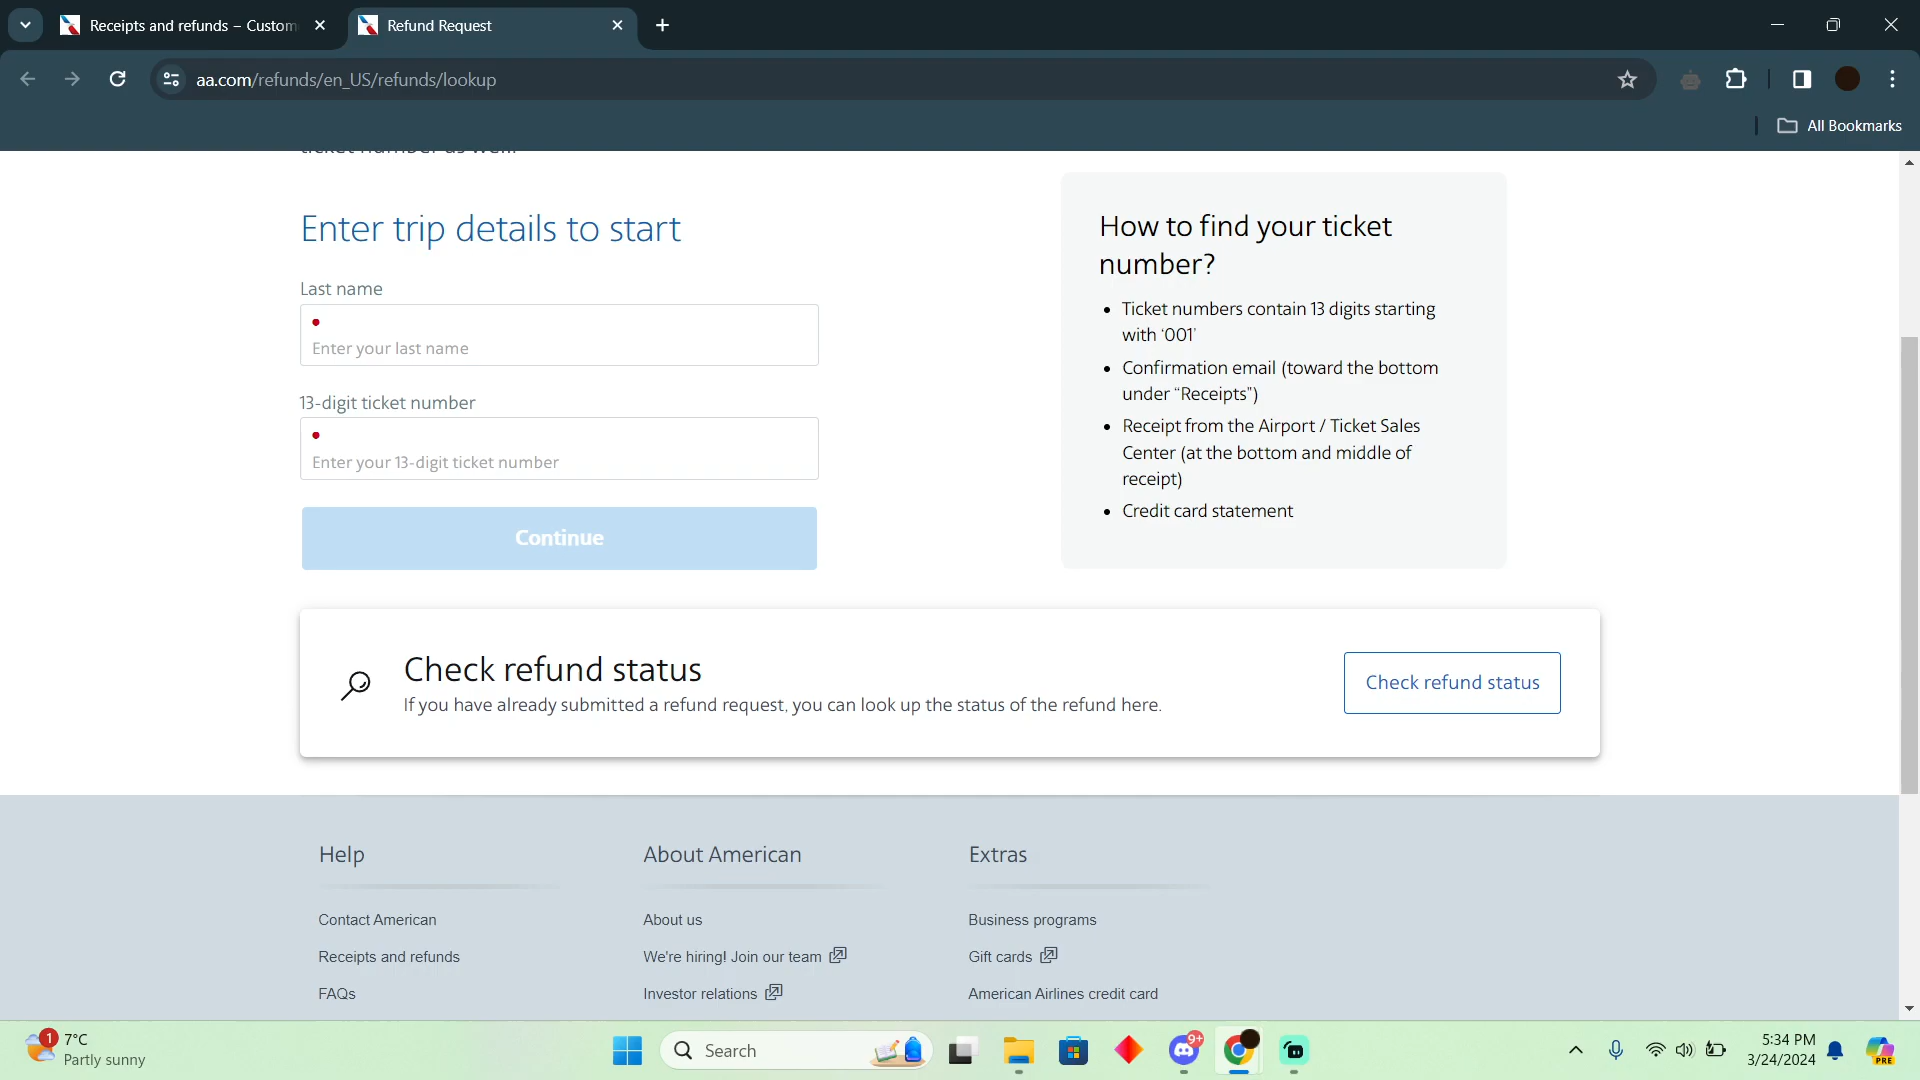 Receipts and refunds – Custom
Refund Request
aa.com/refunds/en_US/refunds/lookup
All Bookmarks
ticket number as well.
Enter trip details to start
Last name
Enter your last name
13-digit ticket number
Enter your 13-digit ticket number
Continue
How to find your ticket
number?
• Ticket numbers contain 13 digits starting
with ‘001’
• Confirmation email (toward the bottom
under “Receipts”)
• Receipt from the Airport / Ticket Sales
Center (at the bottom and middle of
receipt)
• Credit card statement
Check refund status
If you have already submitted a refund request, you can look up the status of the refund here.
Check refund status
Help
Contact American
Receipts and refunds
FAQs
About American
About us
We're hiring! Join our team
Investor relations
Extras
Business programs
Gift cards
American Airlines credit card
1
7°C
Partly sunny
Search
9+
5:34 PM
3/24/2024
PRE